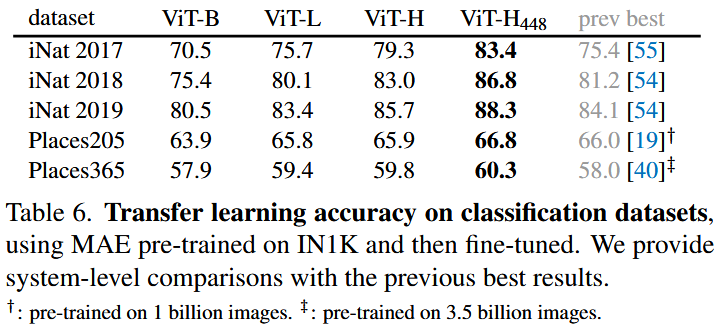 dataset ViT-B ViT-L ViT-H ViT-H₄₄₈ prev best
iNat 2017 70.5 75.7 79.3 83.4 75.4 [55]
iNat 2018 75.4 80.1 83.0 86.8 81.2 [54]
iNat 2019 80.5 83.4 85.7 88.3 84.1 [54]
Places205 63.9 65.8 65.9 66.8 66.0 [19]†
Places365 57.9 59.4 59.8 60.3 58.0 [40]‡
Table 6. Transfer learning accuracy on classification datasets,
using MAE pre-trained on IN1K and then fine-tuned. We provide
system-level comparisons with the previous best results.
†: pre-trained on 1 billion images. ‡: pre-trained on 3.5 billion images.